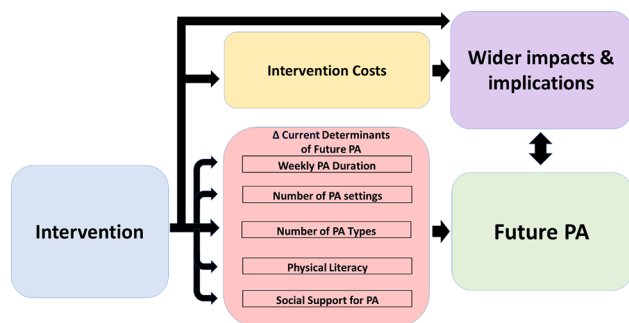 Intervention
Intervention Costs
Δ Current Determinants
of Future PA
Weekly PA Duration
Number of PA settings
Number of PA Types
Physical Literacy
Social Support for PA
Wider impacts &
implications
Future PA